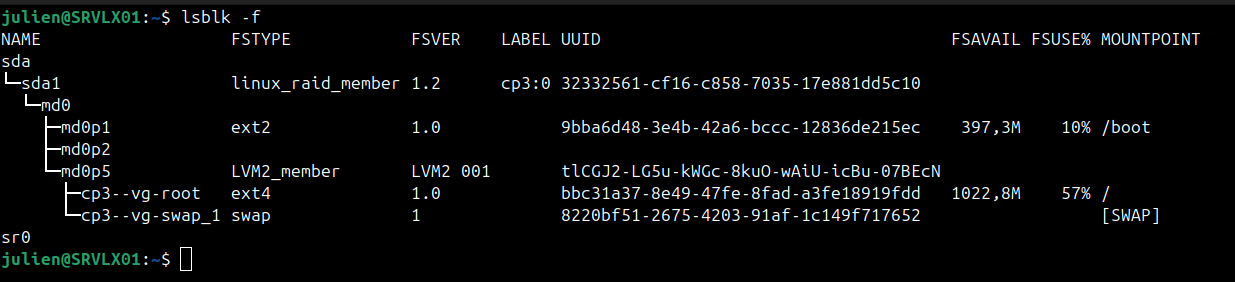 julien@SRVLX01:~$ lsblk -f
NAME                   FSTYPE            FSVER    LABEL UUID                                   FSAVAIL FSUSE% MOUNTPOINT
sda
└─sda1                 linux_raid_member 1.2      cp3:0 32332561-cf16-c858-7035-17e881dd5c10
  └─md0
    ├─md0p1            ext2              1.0            9bba6d48-3e4b-42a6-bccc-12836de215ec    397,3M    10% /boot
    ├─md0p2
    └─md0p5            LVM2_member       LVM2 001       tlCGJ2-LG5u-kWGc-8kuO-wAiU-icBu-07BEcN
      ├─cp3--vg-root   ext4              1.0            bbc31a37-8e49-47fe-8fad-a3fe18919fdd   1022,8M    57% /
      └─cp3--vg-swap_1 swap              1              8220bf51-2675-4203-91af-1c149f717652                  [SWAP]
sr0
julien@SRVLX01:~$